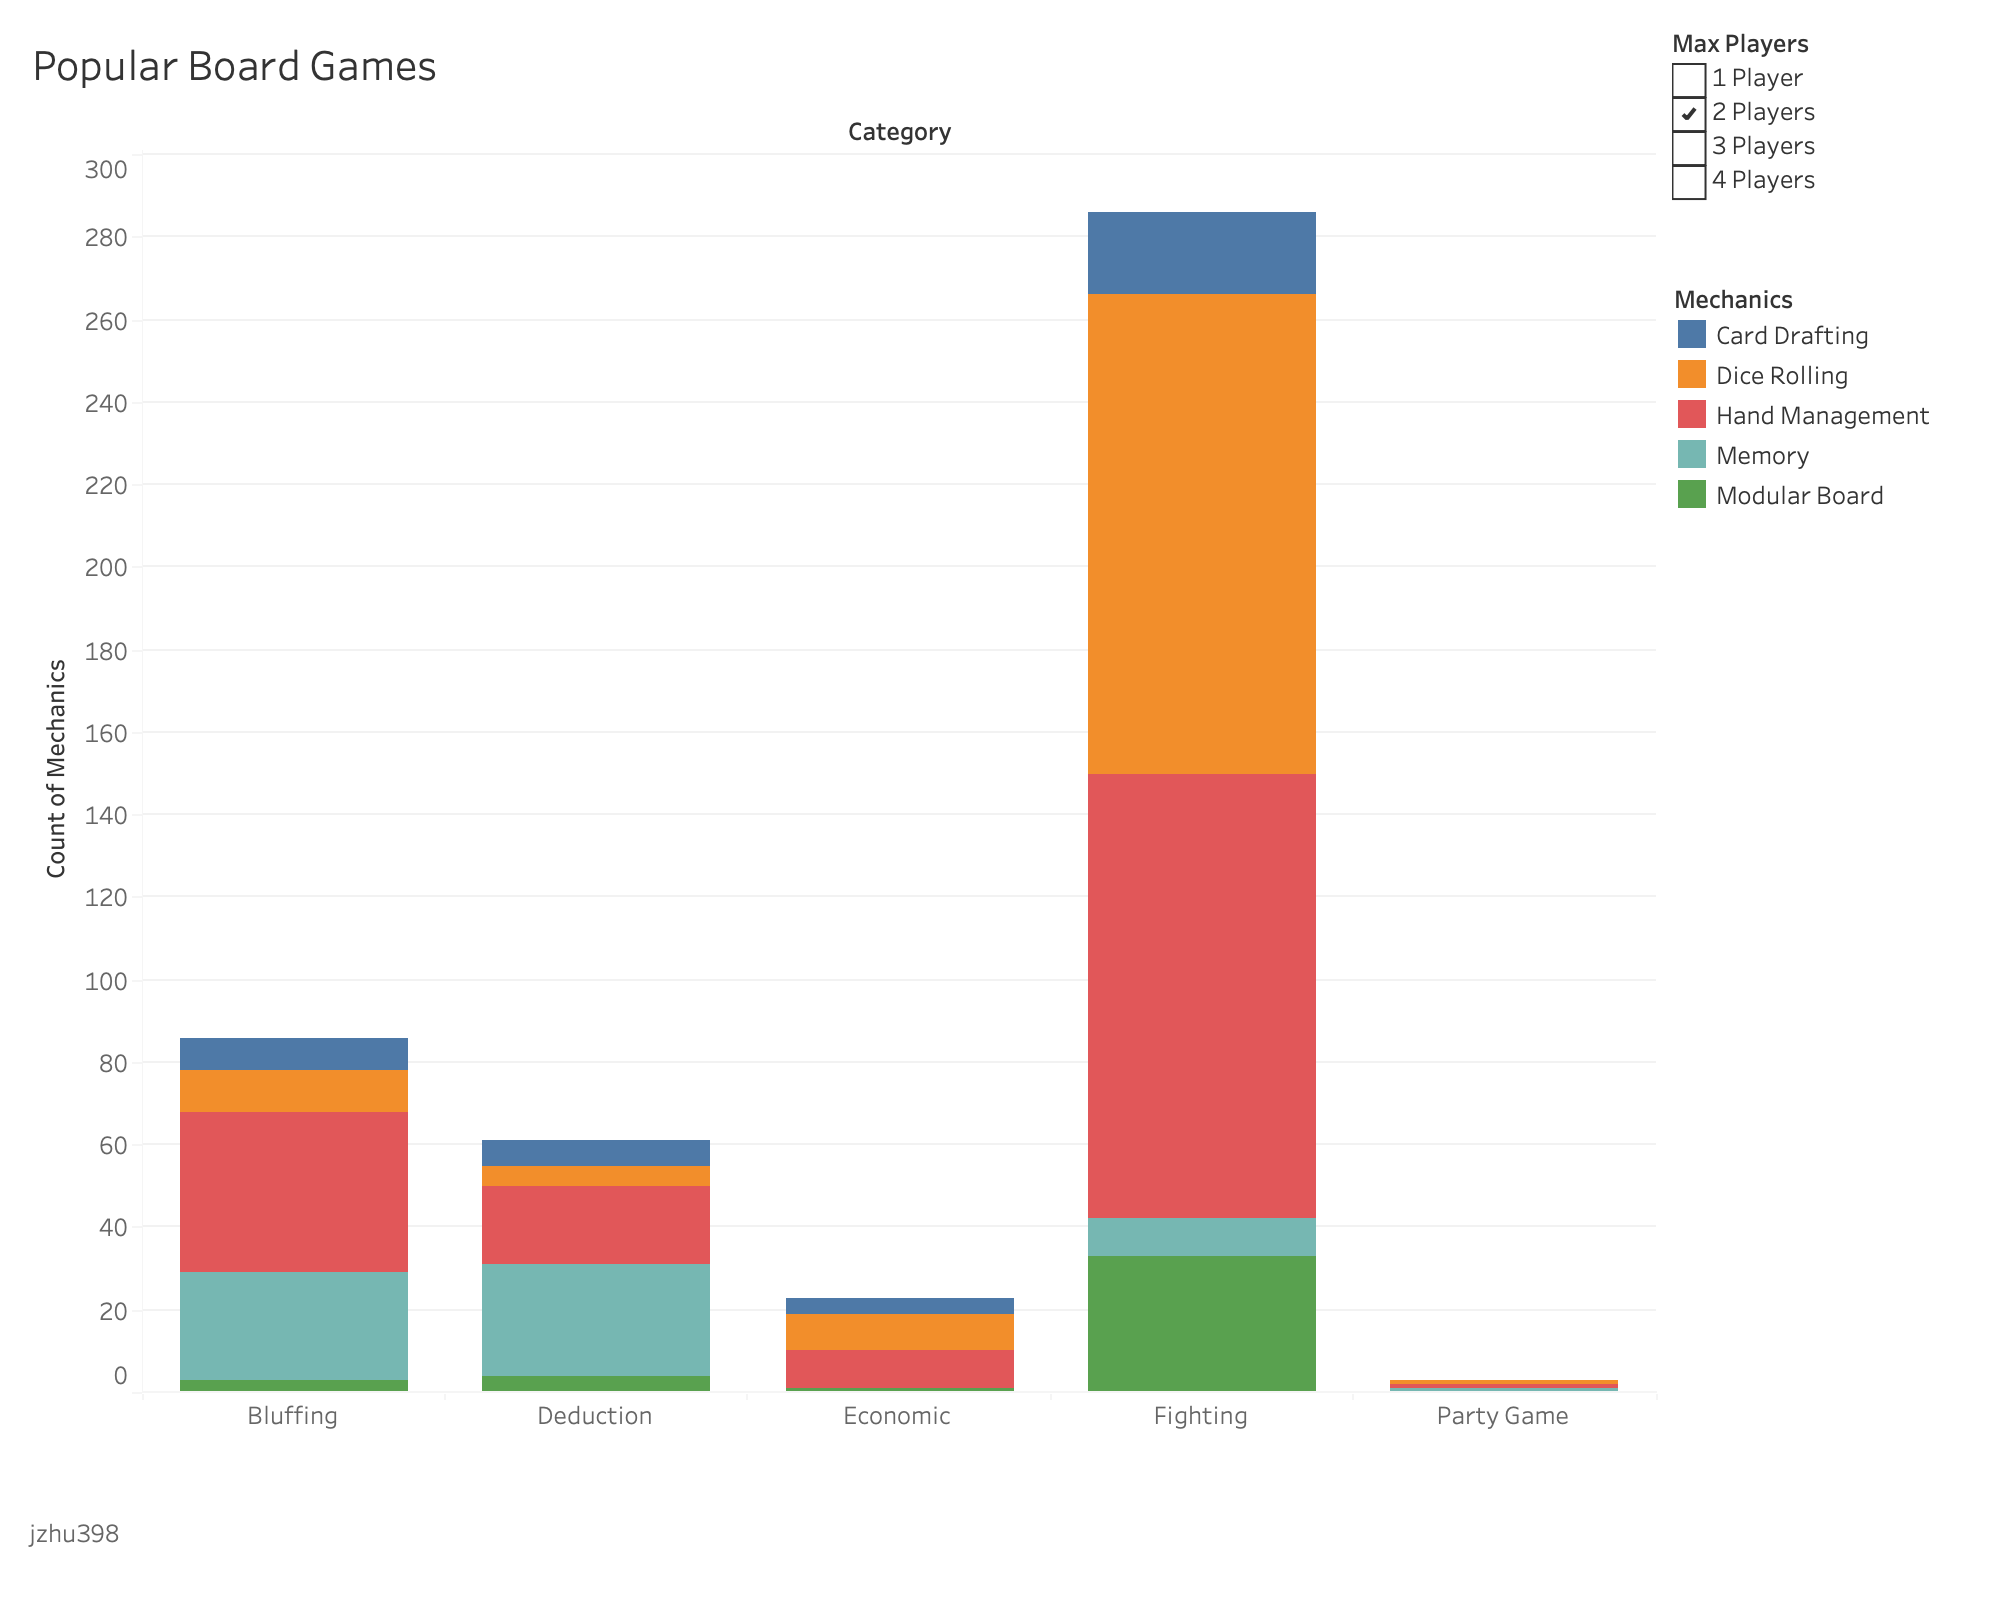 Popular Board Games
Category
300
280
260
240
220
200
180
160
140
120
100
80
60
40
20
0
Count of Mechanics
Bluffing
Deduction
Economic
Fighting
Party Game
Max Players
1 Player
2 Players
3 Players
4 Players
Mechanics
Card Drafting
Dice Rolling
Hand Management
Memory
Modular Board
jzhu398